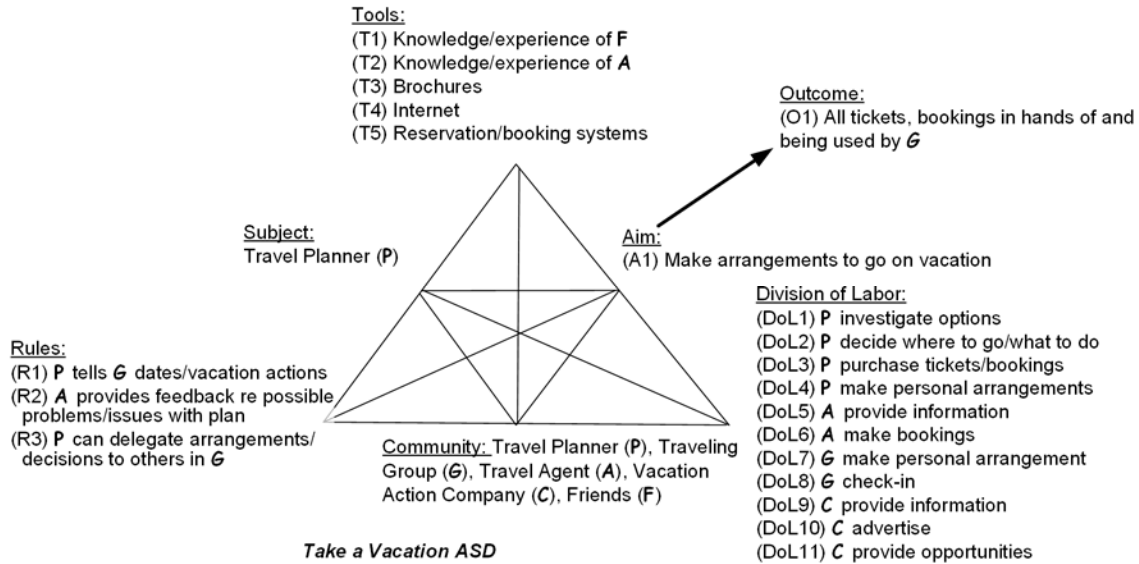 Tools:
(T1) Knowledge/experience of F
(T2) Knowledge/experience of A
(T3) Brochures
(T4) Internet
(T5) Reservation/booking systems
Outcome:
(O1) All tickets, bookings in hands of and
being used by G
Subject:
Travel Planner (P)
Aim:
(A1) Make arrangements to go on vacation
Rules:
(R1) P tells G dates/vacation actions
(R2) A provides feedback re possible
problems/issues with plan
(R3) P can delegate arrangements/
decisions to others in G
Community: Travel Planner (P), Traveling
Group (G), Travel Agent (A), Vacation
Action Company (C), Friends (F)
Division of Labor:
(DoL1) P investigate options
(DoL2) P decide where to go/what to do
(DoL3) P purchase tickets/bookings
(DoL4) P make personal arrangements
(DoL5) A provide information
(DoL6) A make bookings
(DoL7) G make personal arrangement
(DoL8) G check-in
(DoL9) C provide information
(DoL10) C advertise
(DoL11) C provide opportunities
Take a Vacation ASD